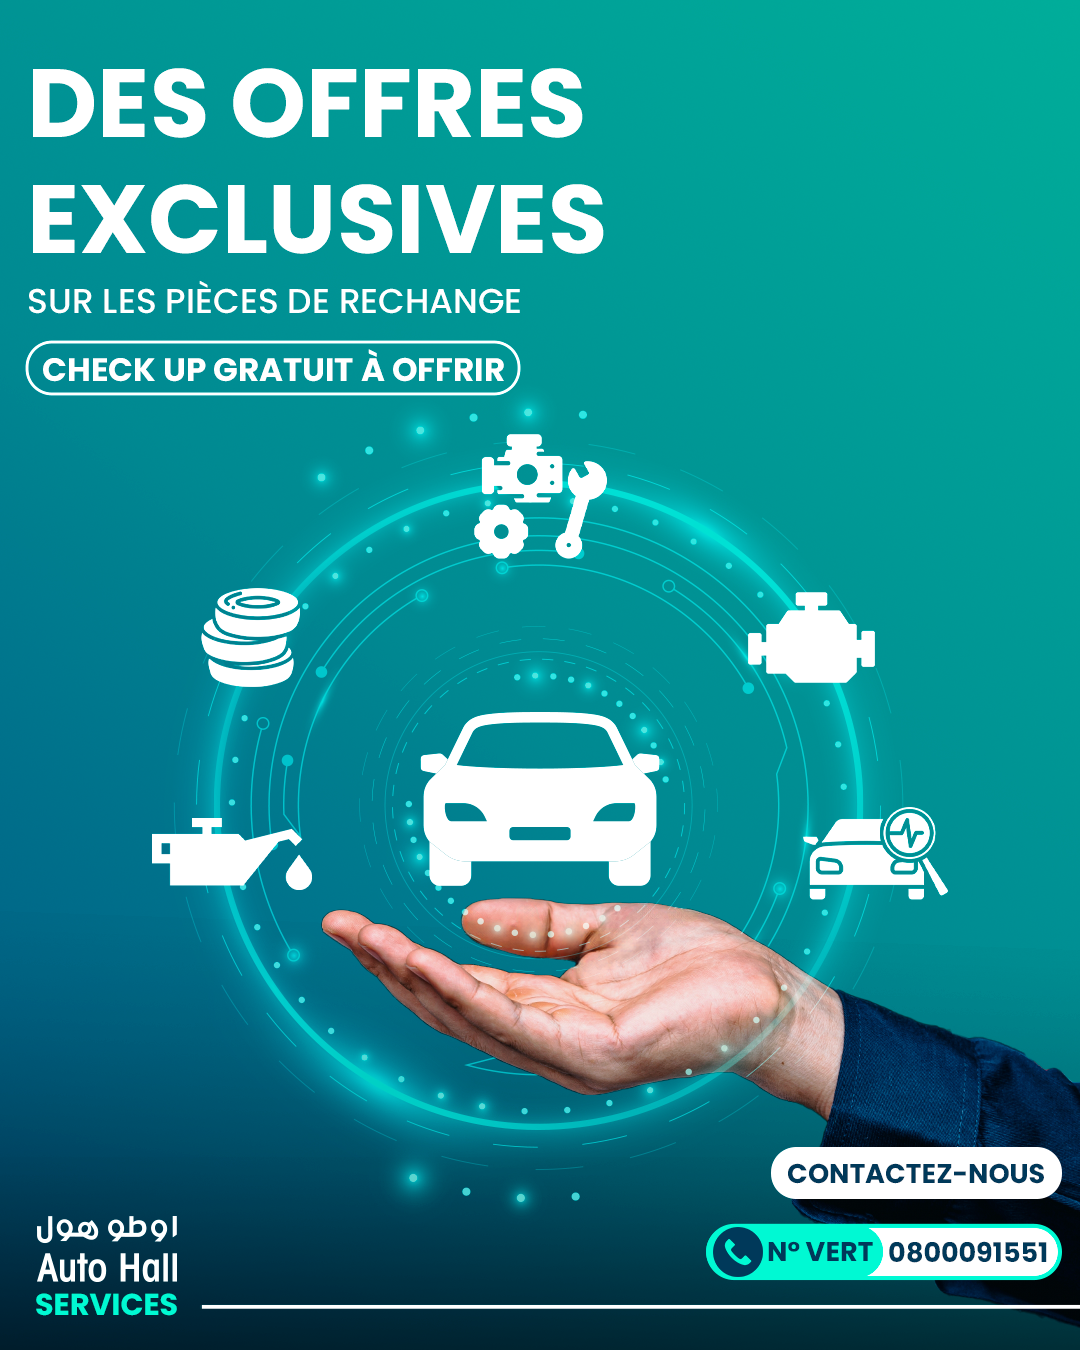 DES OFFRES
EXCLUSIVES
SUR LES PIÈCES DE RECHANGE
CHECK UP GRATUIT À OFFRIR
CONTACTEZ-NOUS
N° VERT 0800091551
اوطو هول
Auto Hall
SERVICES